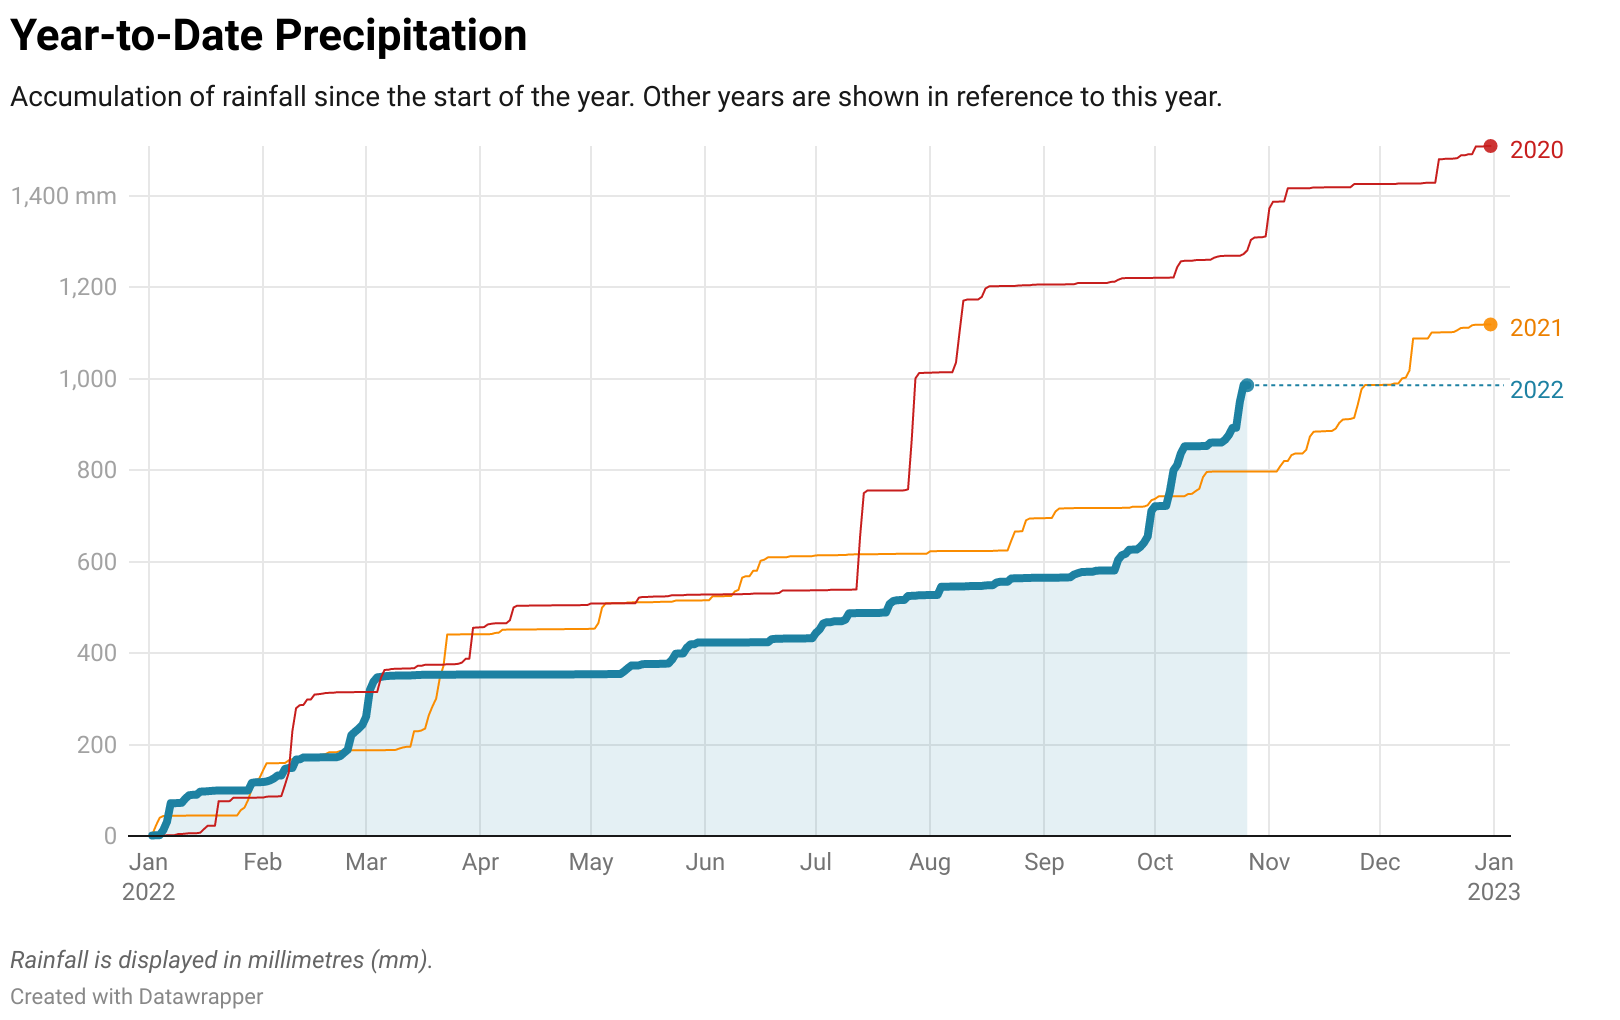 Year-to-Date Precipitation
Accumulation of rainfall since the start of the year. Other years are shown in reference to this year.
2020
1,400 mm
1,200
2021
1,000
2022
800
600
400
200
0
Jan Feb Mar Apr May Jun Jul Aug Sep Oct Nov Dec Jan
2022 2023
Rainfall is displayed in millimetres (mm).
Created with Datawrapper